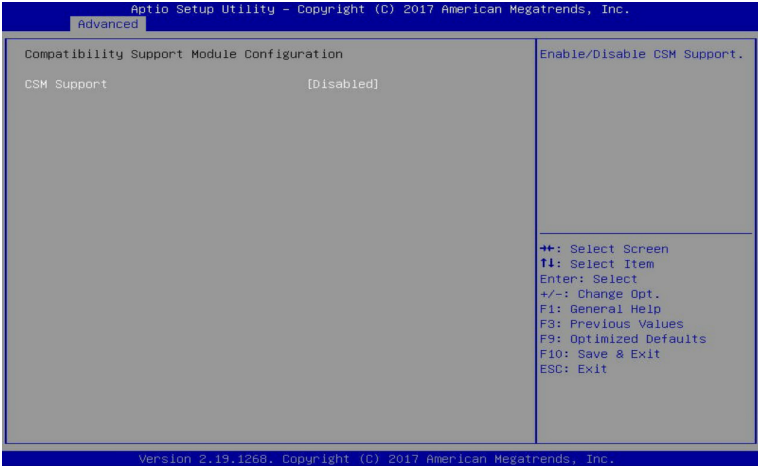 Aptio Setup Utility – Copyright (C) 2017 American Megatrends, Inc.
Advanced
Compatibility Support Module Configuration
CSM Support [Disabled]
Enable/Disable CSM Support.
→←: Select Screen
↑↓: Select Item
Enter: Select
+/-: Change Opt.
F1: General Help
F3: Previous Values
F9: Optimized Defaults
F10: Save & Exit
ESC: Exit
Version 2.19.1268. Copyright (C) 2017 American Megatrends, Inc.